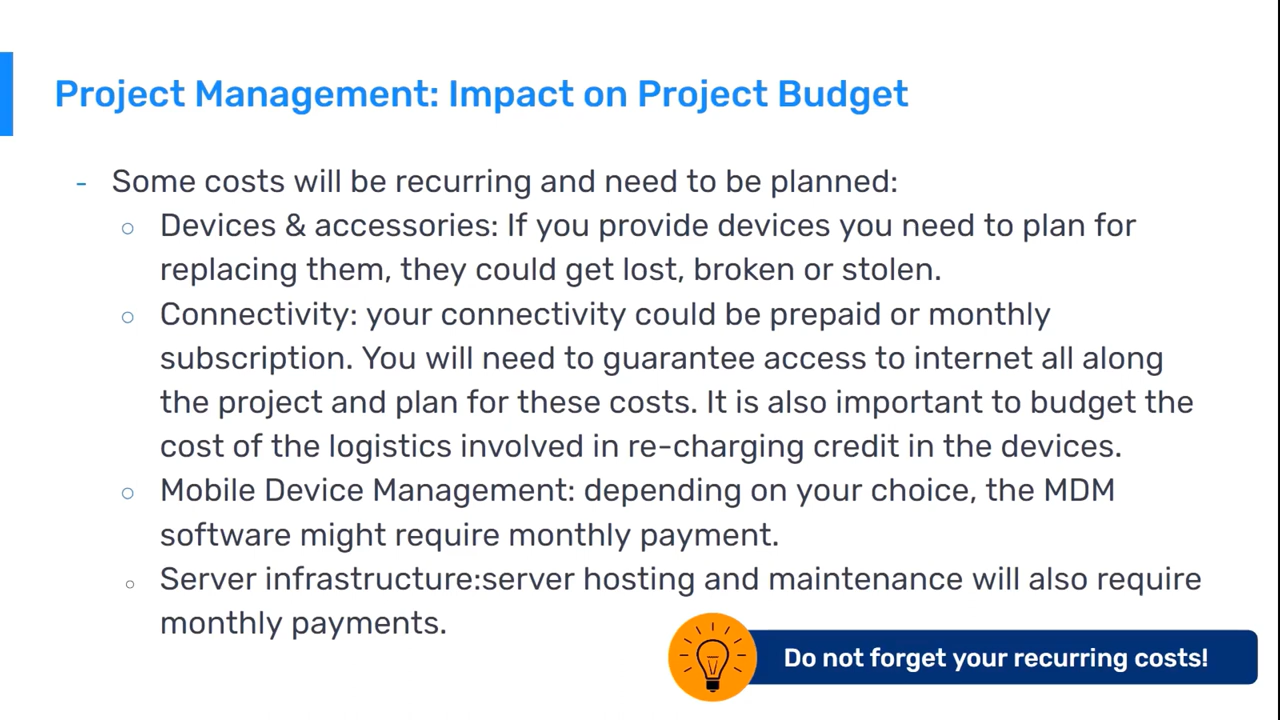 Project Management: Impact on Project Budget
- Some costs will be recurring and need to be planned:
○ Devices & accessories: If you provide devices you need to plan for
replacing them, they could get lost, broken or stolen.
○ Connectivity: your connectivity could be prepaid or monthly
subscription. You will need to guarantee access to internet all along
the project and plan for these costs. It is also important to budget the
cost of the logistics involved in re-charging credit in the devices.
○ Mobile Device Management: depending on your choice, the MDM
software might require monthly payment.
○ Server infrastructure:server hosting and maintenance will also require
monthly payments.
Do not forget your recurring costs!